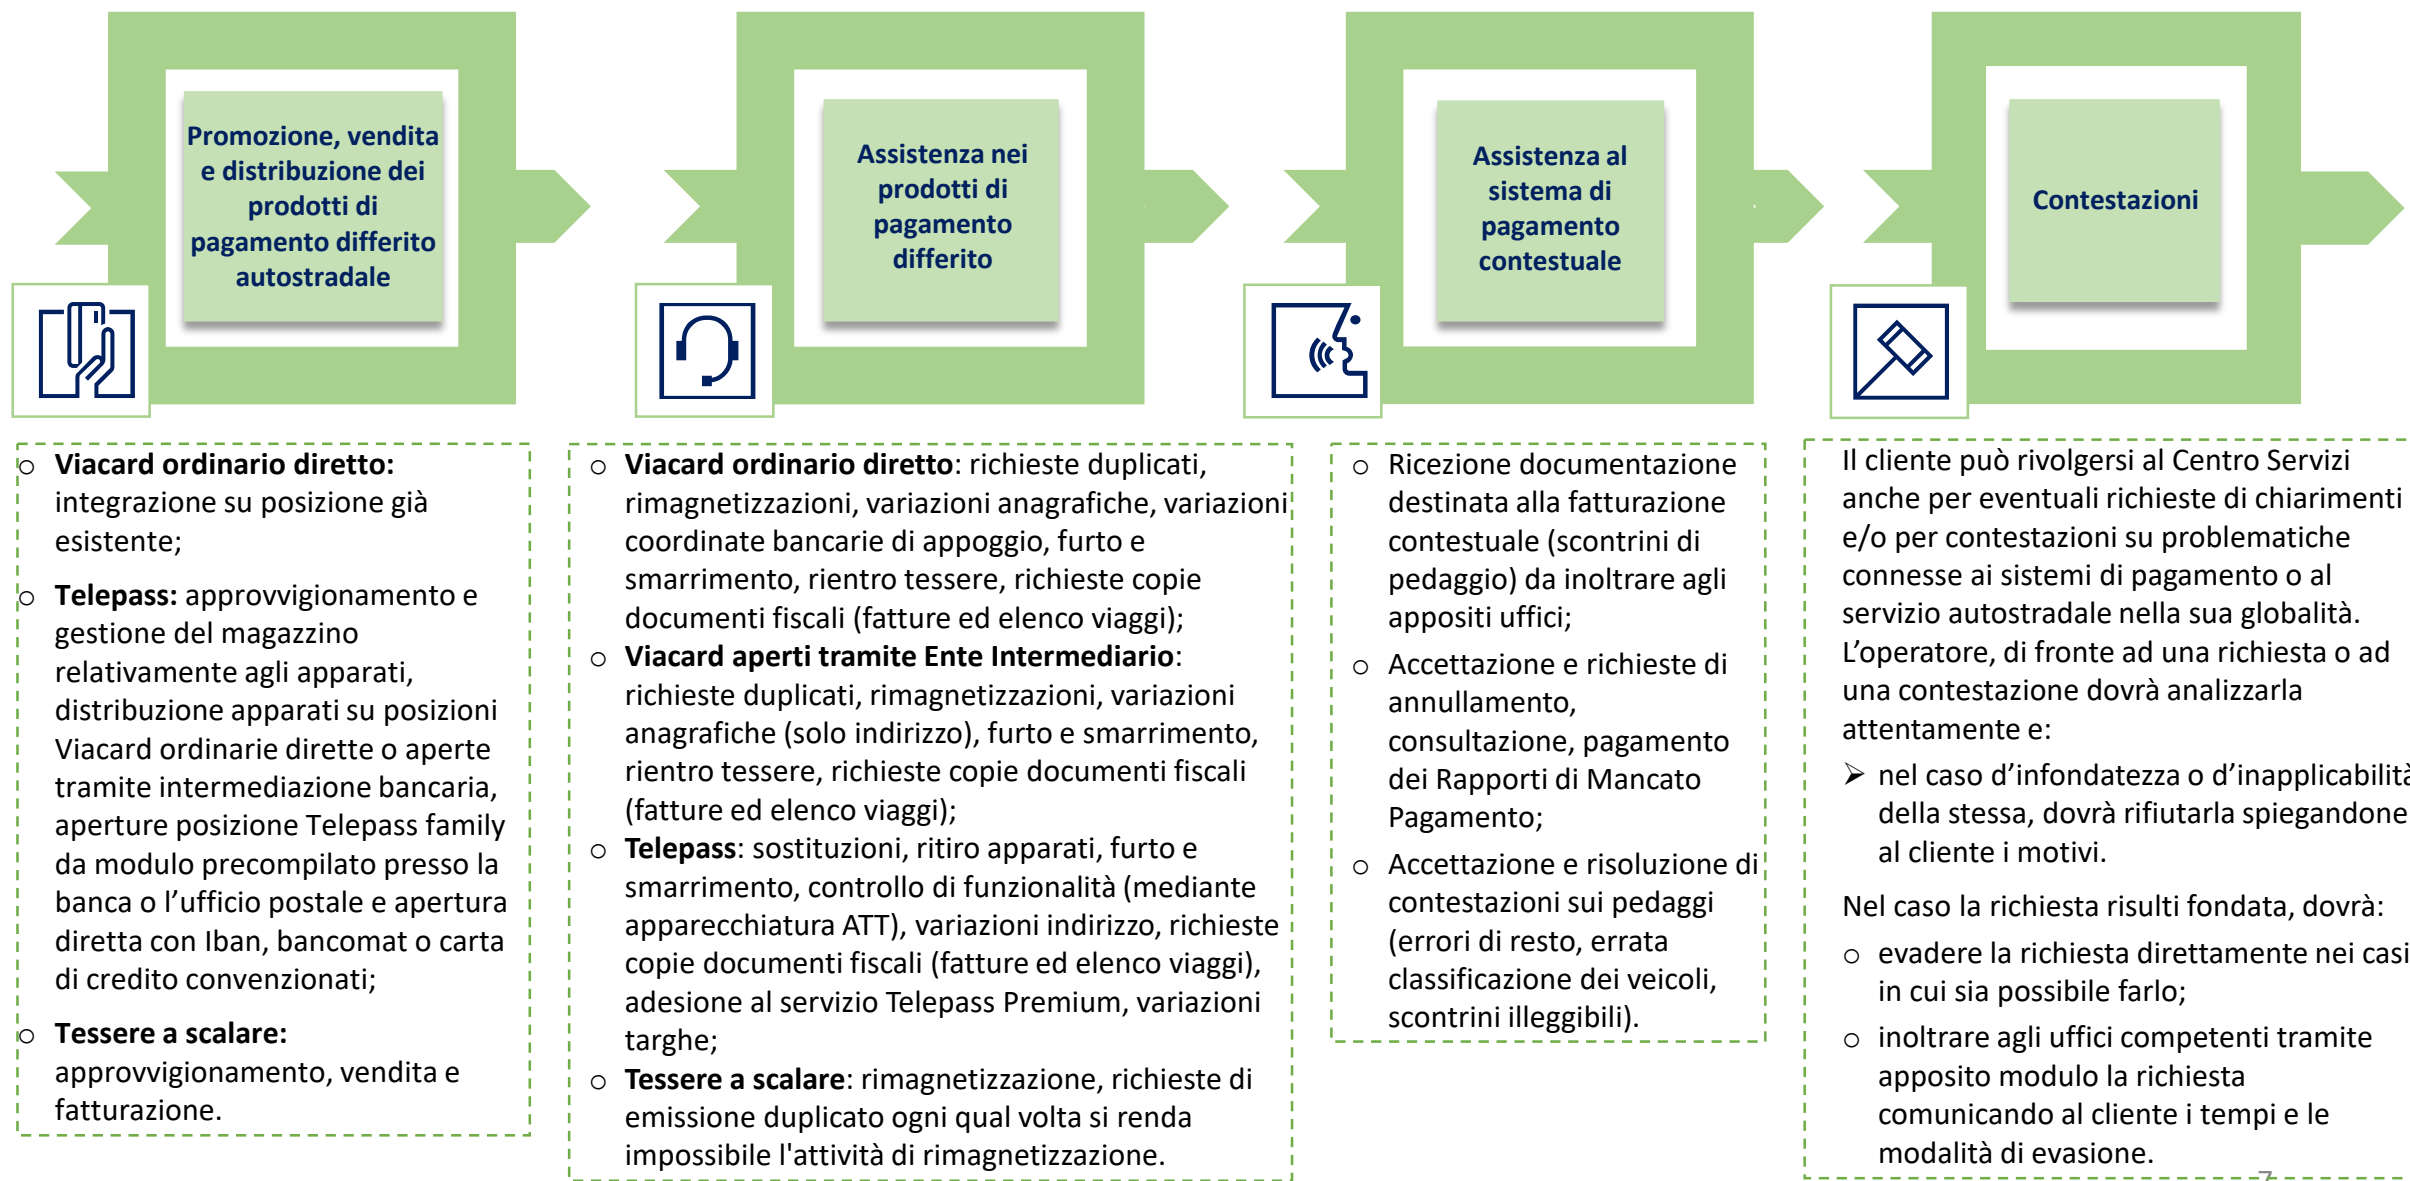 Promozione, vendita
e distribuzione dei
prodotti di
pagamento differito
autostradale
Assistenza nei
prodotti di
pagamento
differito
Assistenza al
sistema di
pagamento
contestuale
Contestazioni
o Viacard ordinario diretto:
integrazione su posizione già
esistente;
o Telepass: approvvigionamento e
gestione del magazzino
relativamente agli apparati,
distribuzione apparati su posizioni
Viacard ordinarie dirette o aperte
tramite intermediazione bancaria,
aperture posizione Telepass family
da modulo precompilato presso la
banca o l’ufficio postale e apertura
diretta con Iban, bancomat o carta
di credito convenzionati;
o Tessere a scalare:
approvvigionamento, vendita e
fatturazione.
o Viacard ordinario diretto: richieste duplicati,
rimagnetizzazioni, variazioni anagrafiche, variazioni
coordinate bancarie di appoggio, furto e
smarrimento, rientro tessere, richieste copie
documenti fiscali (fatture ed elenco viaggi);
o Viacard aperti tramite Ente Intermediario:
richieste duplicati, rimagnetizzazioni, variazioni
anagrafiche (solo indirizzo), furto e smarrimento,
rientro tessere, richieste copie documenti fiscali
(fatture ed elenco viaggi);
o Telepass: sostituzioni, ritiro apparati, furto e
smarrimento, controllo di funzionalità (mediante
apparecchiatura ATT), variazioni indirizzo, richieste
copie documenti fiscali (fatture ed elenco viaggi),
adesione al servizio Telepass Premium, variazioni
targhe;
o Tessere a scalare: rimagnetizzazione, richieste di
emissione duplicato ogni qual volta si renda
impossibile l'attività di rimagnetizzazione.
o Ricezione documentazione
destinata alla fatturazione
contestuale (scontrini di
pedaggio) da inoltrare agli
appositi uffici;
o Accettazione e richieste di
annullamento,
consultazione, pagamento
dei Rapporti di Mancato
Pagamento;
o Accettazione e risoluzione di
contestazioni sui pedaggi
(errori di resto, errata
classificazione dei veicoli,
scontrini illeggibili).
Il cliente può rivolgersi al Centro Servizi
anche per eventuali richieste di chiarimenti
e/o per contestazioni su problematiche
connesse ai sistemi di pagamento o al
servizio autostradale nella sua globalità.
L’operatore, di fronte ad una richiesta o ad
una contestazione dovrà analizzarla
attentamente e:
➢ nel caso d’infondatezza o d’inapplicabilità
della stessa, dovrà rifiutarla spiegandone
al cliente i motivi.
Nel caso la richiesta risulti fondata, dovrà:
o evadere la richiesta direttamente nei casi
in cui sia possibile farlo;
o inoltrare agli uffici competenti tramite
apposito modulo la richiesta
comunicando al cliente i tempi e le
modalità di evasione.
7